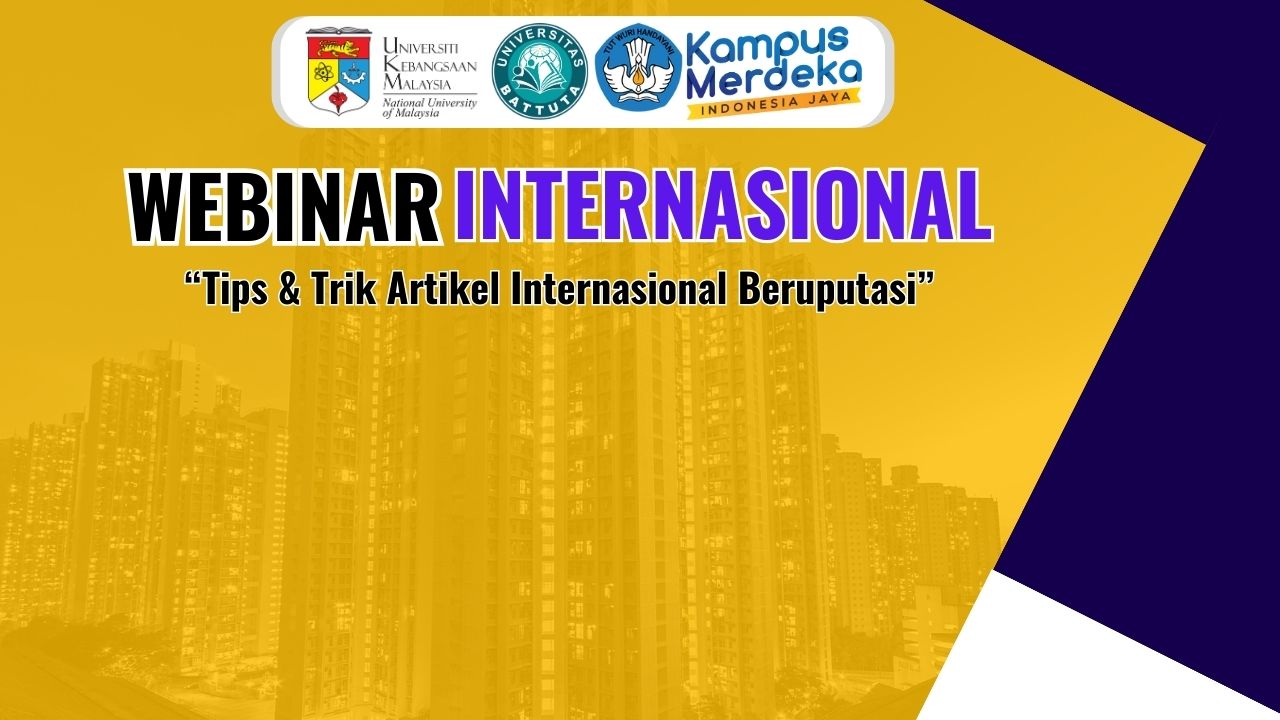 UNIVERSITI
KEBANGSAAN
MALAYSIA
National University
of Malaysia
UNIVERSITAS
BATTUTA
TUT WURI HANDAYANI
Kampus
Merdeka
INDONESIA JAYA
WEBINAR INTERNASIONAL
“Tips & Trik Artikel Internasional Beruputasi”